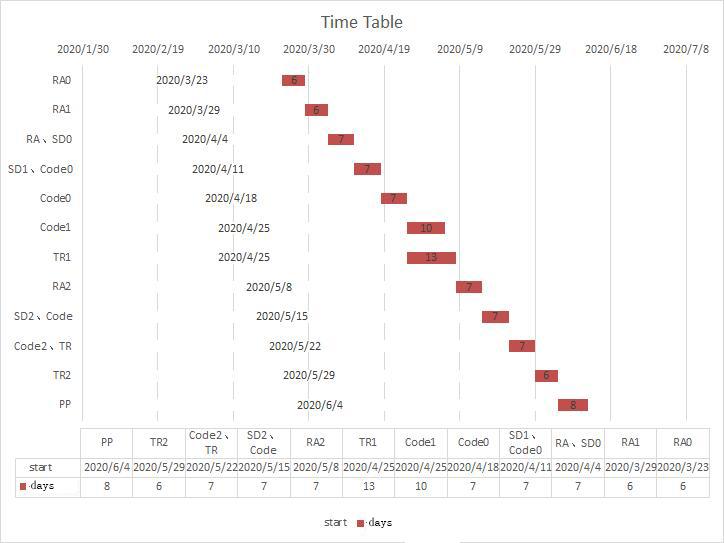 Time Table
2020/1/30 2020/2/19 2020/3/10 2020/3/30 2020/4/19 2020/5/9 2020/5/29 2020/6/18 2020/7/8
RA0 2020/3/23 6
RA1 2020/3/29 6
RA、SD0 2020/4/4 7
SD1、Code0 2020/4/11 7
Code0 2020/4/18 7
Code1 2020/4/25 10
TR1 2020/4/25 13
RA2 2020/5/8 7
SD2、Code 2020/5/15 7
Code2、TR 2020/5/22 7
TR2 2020/5/29 6
PP 2020/6/4 8
PP TR2 Code2、TR SD2、Code RA2 TR1 Code1 Code0 SD1、Code0 RA、SD0 RA1 RA0
start 2020/6/4 2020/5/29 2020/5/22 2020/5/15 2020/5/8 2020/4/25 2020/4/25 2020/4/18 2020/4/11 2020/4/4 2020/3/29 2020/3/23
days 8 6 7 7 7 13 10 7 7 7 6 6
start days